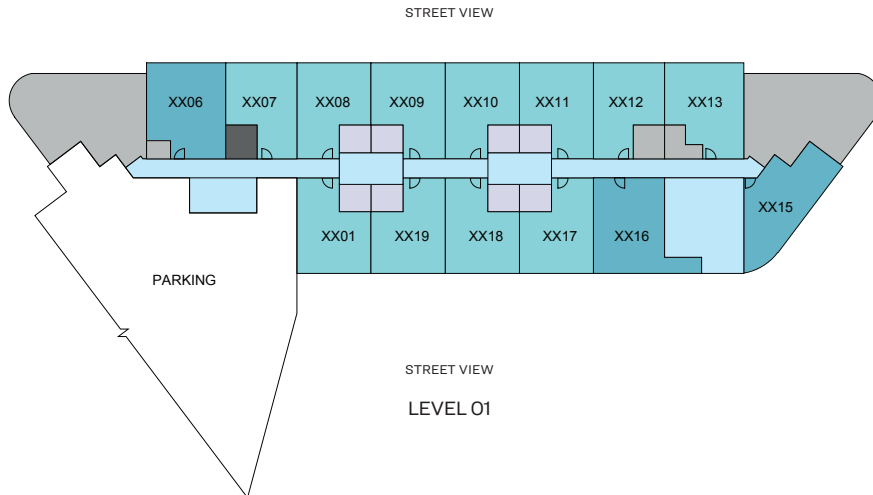 STREET VIEW
XX06 XX07 XX08 XX09 XX10 XX11 XX12 XX13
XX15
XX01 XX19 XX18 XX17 XX16
PARKING
STREET VIEW
LEVEL 01